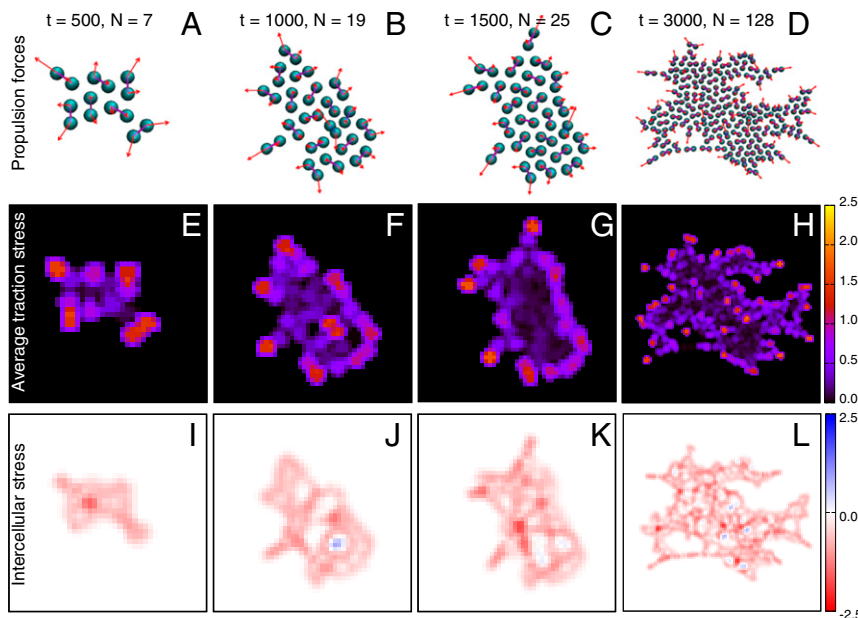 t = 500, N = 7
A
t = 1000, N = 19
B
t = 1500, N = 25
C
t = 3000, N = 128
D
Propulsion forces
E
F
G
H
2.5
2.0
1.5
1.0
0.5
0.0
Average traction stress
I
J
K
L
2.5
0.0
-2.5
Intercellular stress